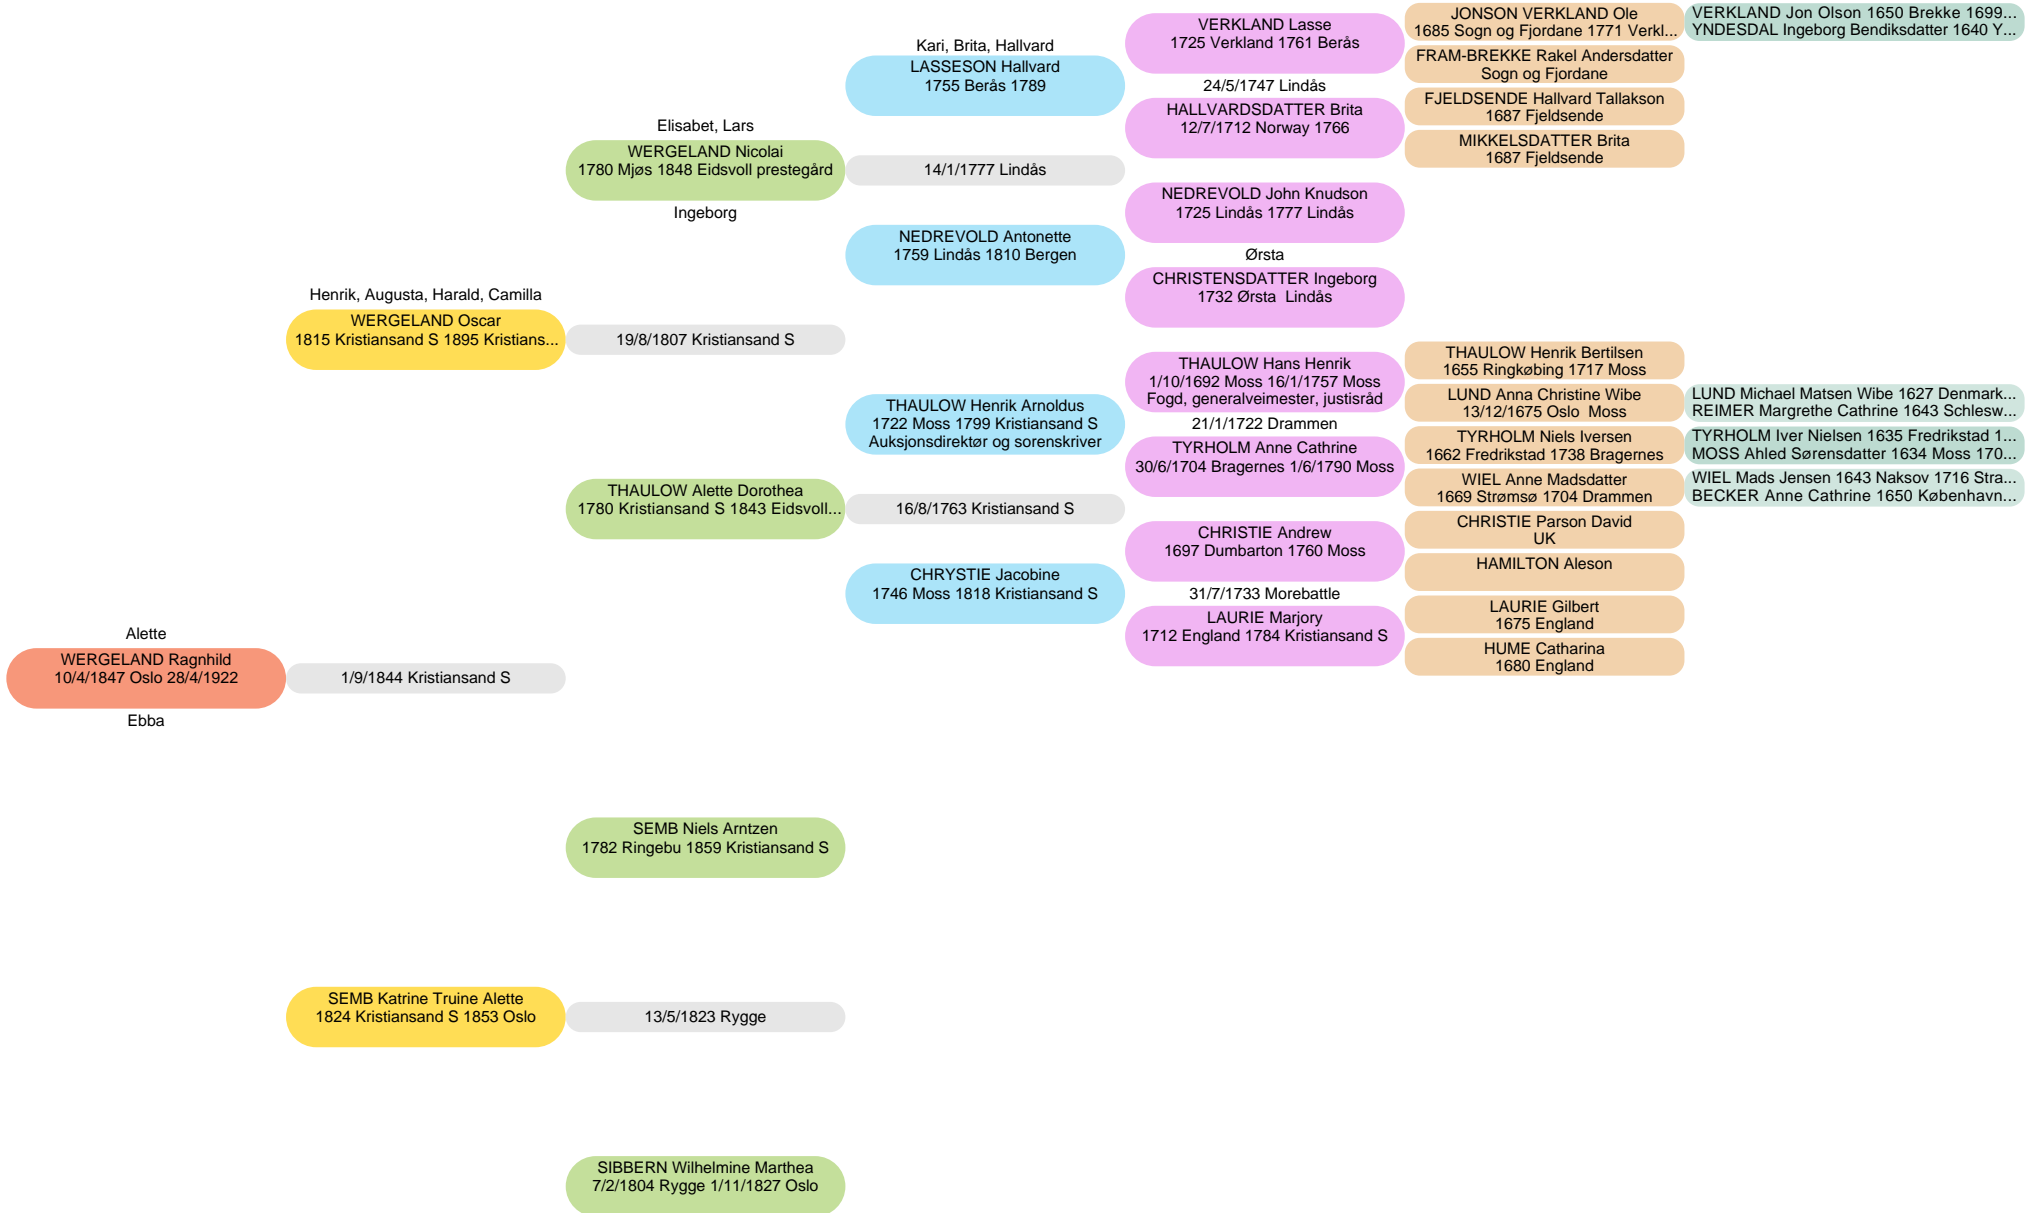 Alette
WERGELAND Ragnhild
10/4/1847 Oslo 28/4/1922
Ebba
Henrik, Augusta, Harald, Camilla
WERGELAND Oscar
1815 Kristiansand S 1895 Kristians...
1/9/1844 Kristiansand S
SEMB Katrine Truine Alette
1824 Kristiansand S 1853 Oslo
Elisabet, Lars
WERGELAND Nicolai
1780 Mjøs 1848 Eidsvoll prestegård
Ingeborg
19/8/1807 Kristiansand S
THAULOW Alette Dorothea
1780 Kristiansand S 1843 Eidsvoll...
SEMB Niels Arntzen
1782 Ringebu 1859 Kristiansand S
13/5/1823 Rygge
SIBBERN Wilhelmine Marthea
7/2/1804 Rygge 1/11/1827 Oslo
Kari, Brita, Hallvard
LASSESON Hallvard
1755 Berås 1789
14/1/1777 Lindås
NEDREVOLD Antonette
1759 Lindås 1810 Bergen
THAULOW Henrik Arnoldus
1722 Moss 1799 Kristiansand S
Auksjonsdirektør og sorenskriver
16/8/1763 Kristiansand S
CHRYSTIE Jacobine
1746 Moss 1818 Kristiansand S
VERKLAND Lasse
1725 Verkland 1761 Berås
24/5/1747 Lindås
HALLVARDSDATTER Brita
12/7/1712 Norway 1766
NEDREVOLD John Knudson
1725 Lindås 1777 Lindås
Ørsta
CHRISTENSDATTER Ingeborg
1732 Ørsta  Lindås
THAULOW Hans Henrik
1/10/1692 Moss 16/1/1757 Moss
Fogd, generalveimester, justisråd
21/1/1722 Drammen
TYRHOLM Anne Cathrine
30/6/1704 Bragernes 1/6/1790 Moss
CHRISTIE Andrew
1697 Dumbarton 1760 Moss
31/7/1733 Morebattle
LAURIE Marjory
1712 England 1784 Kristiansand S
JONSON VERKLAND Ole
1685 Sogn og Fjordane 1771 Verkl...
FRAM-BREKKE Rakel Andersdatter
Sogn og Fjordane
FJELDSENDE Hallvard Tallakson
1687 Fjeldsende
MIKKELSDATTER Brita
1687 Fjeldsende
THAULOW Henrik Bertilsen
1655 Ringkøbing 1717 Moss
LUND Anna Christine Wibe
13/12/1675 Oslo  Moss
TYRHOLM Niels Iversen
1662 Fredrikstad 1738 Bragernes
WIEL Anne Madsdatter
1669 Strømsø 1704 Drammen
CHRISTIE Parson David
UK
HAMILTON Aleson
LAURIE Gilbert
1675 England
HUME Catharina
1680 England
VERKLAND Jon Olson 1650 Brekke 1699...
YNDESDAL Ingeborg Bendiksdatter 1640 Y...
LUND Michael Matsen Wibe 1627 Denmark...
REIMER Margrethe Cathrine 1643 Schlesw...
TYRHOLM Iver Nielsen 1635 Fredrikstad 1...
MOSS Ahled Sørensdatter 1634 Moss 170...
WIEL Mads Jensen 1643 Naksov 1716 Stra...
BECKER Anne Cathrine 1650 København...